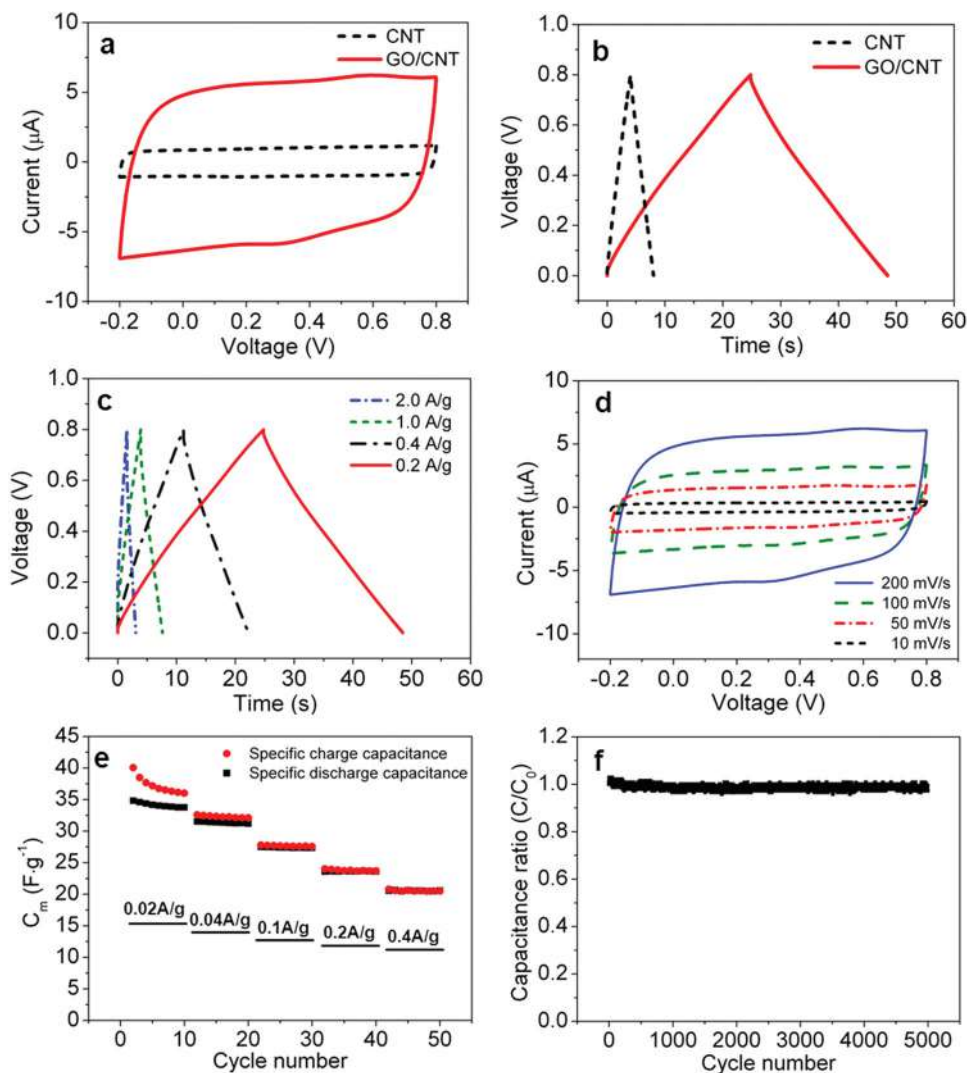 a
CNT
GO/CNT
10
5
0
-5
-10
Current (μA)
-0.2 0.0 0.2 0.4 0.6 0.8
Voltage (V)
b
CNT
GO/CNT
1.0
0.8
0.6
0.4
0.2
0.0
Voltage (V)
0 10 20 30 40 50 60
Time (s)
c
2.0 A/g
1.0 A/g
0.4 A/g
0.2 A/g
1.0
0.8
0.6
0.4
0.2
0.0
Voltage (V)
0 10 20 30 40 50 60
Time (s)
d
10
5
0
-5
-10
Current (μA)
200 mV/s
100 mV/s
50 mV/s
10 mV/s
-0.2 0.0 0.2 0.4 0.6 0.8
Voltage (V)
e
Specific charge capacitance
Specific discharge capacitance
45
40
35
30
25
20
15
10
5
0
C_m (F·g⁻¹)
0.02A/g
0.04A/g
0.1A/g
0.2A/g
0.4A/g
0 10 20 30 40 50
Cycle number
f
1.2
1.0
0.8
0.6
0.4
0.2
0.0
Capacitance ratio (C/C₀)
0 1000 2000 3000 4000 5000
Cycle number